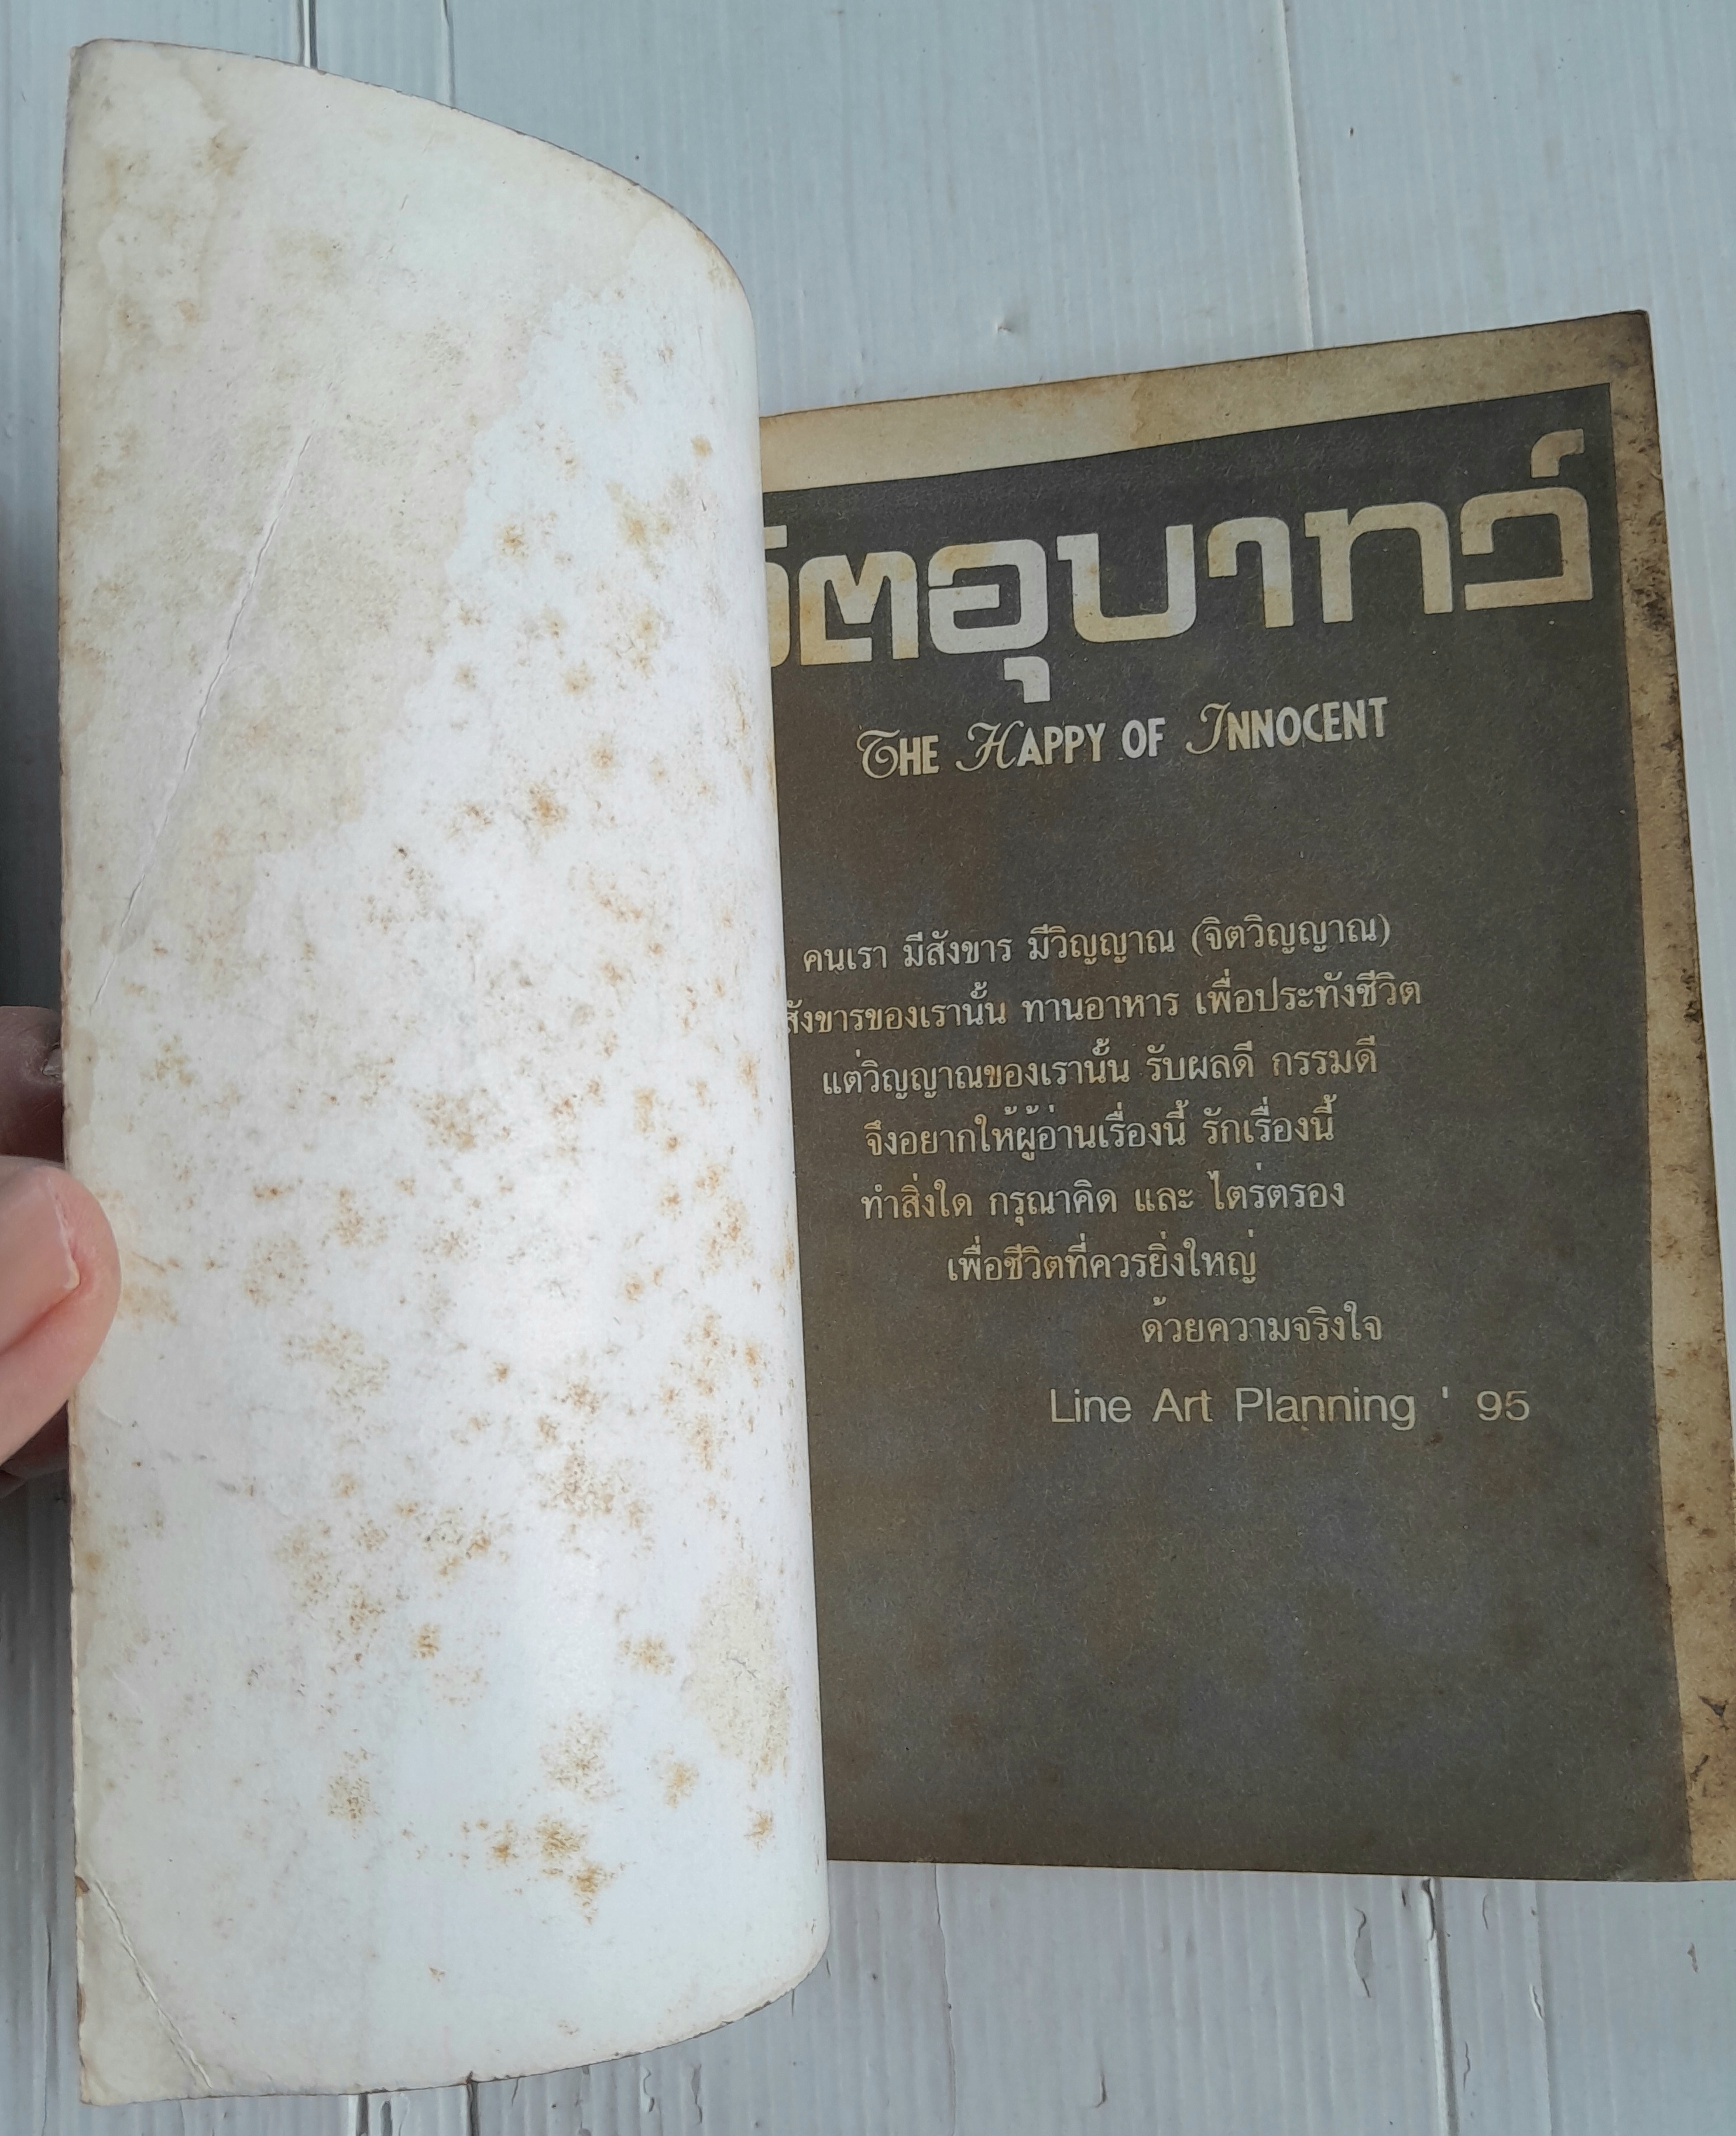 อุบาทว์
THE HAPPY OF INNOCENT
คนเรา มีสังขาร มีวิญญาณ (จิตวิญญาณ)
สังขารของเรานั้น ทานอาหาร เพื่อประทังชีวิต
แต่วิญญาณของเรานั้น รับผลดี กรรมดี
จึงอยากให้ผู้อ่านเรื่องนี้ รักเรื่องนี้
ทำสิ่งใด กรุณาคิด และ ไตร่ตรอง
เพื่อชีวิตที่ควรยิ่งใหญ่
ด้วยความจริงใจ
Line Art Planning ' 95